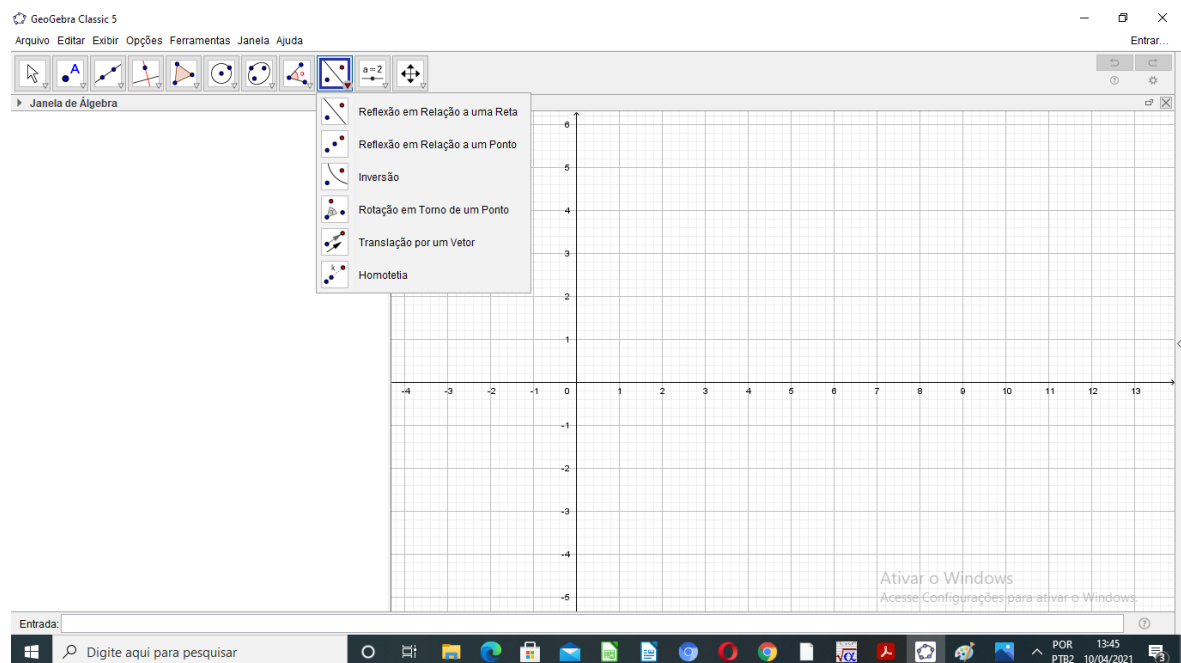 GeoGebra Classic 5
Arquivo Editar Exibir Opções Ferramentas Janela Ajuda
Entrar...
A
α
a = 2
Janela de Álgebra
Reflexão em Relação a uma Reta
Reflexão em Relação a um Ponto
Inversão
Rotação em Torno de um Ponto
Translação por um Vetor
k
Homotetia
6
5
4
3
2
1
-4 -3 -2 -1 0 1 2 3 4 5 6 7 8 9 10 11 12 13
-1
-2
-3
-4
-5
Ativar o Windows
Acesse Configurações para ativar o Windows.
Entrada:
Digite aqui para pesquisar
√α
POR
PTB2
13:45
10/04/2021
3